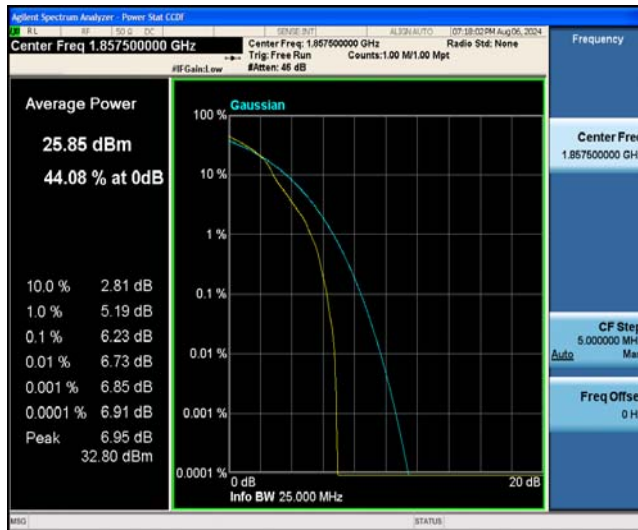 Agilent Spectrum Analyzer - Power Stat CCDF
RL RF 50 Ω DC SENSE:INT ALIGN AUTO 07:18:02 PM Aug 06, 2024
Center Freq 1.857500000 GHz
Center Freq: 1.857500000 GHz Radio Std: None
Trig: Free Run Counts:1.00 M/1.00 Mpt
#IFGain:Low #Atten: 46 dB
Frequency
Average Power
25.85 dBm
44.08 % at 0dB
10.0 % 2.81 dB
1.0 % 5.19 dB
0.1 % 6.23 dB
0.01 % 6.73 dB
0.001 % 6.85 dB
0.0001 % 6.91 dB
Peak 6.95 dB
32.80 dBm
Gaussian
100 %
10 %
1 %
0.1 %
0.01 %
0.001 %
0.0001 %
0 dB 20 dB
Info BW 25.000 MHz
Center Fre
1.857500000 GH
CF Step
5.000000 MH
Auto Ma
Freq Offse
0 H
MSG STATUS